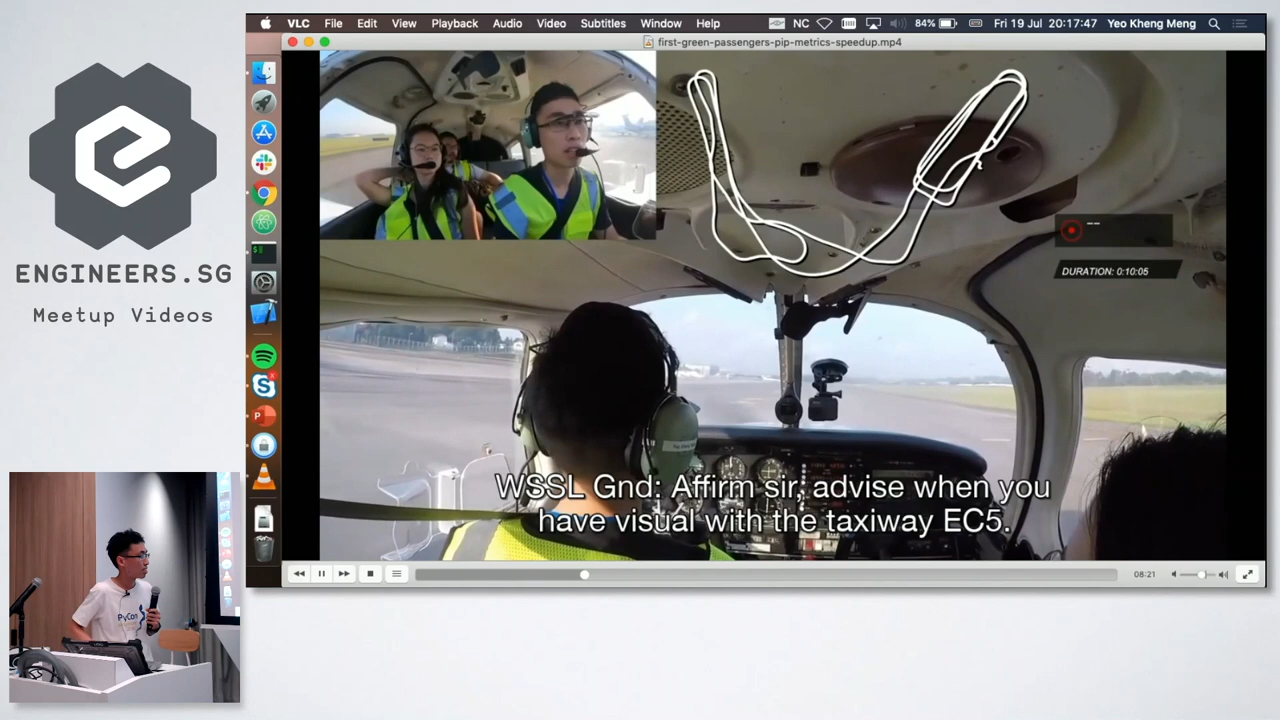 VLC File Edit View Playback Audio Video Subtitles Window Help NC 84% Fri 19 Jul 20:17:47 Yeo Kheng Meng
first-green-passengers-pip-metrics-speedup.mp4
ENGINEERS.SG
Meetup Videos
DURATION: 0:10:05
WSSL Gnd: Affirm sir, advise when you
have visual with the taxiway EC5.
08:21
PyCon